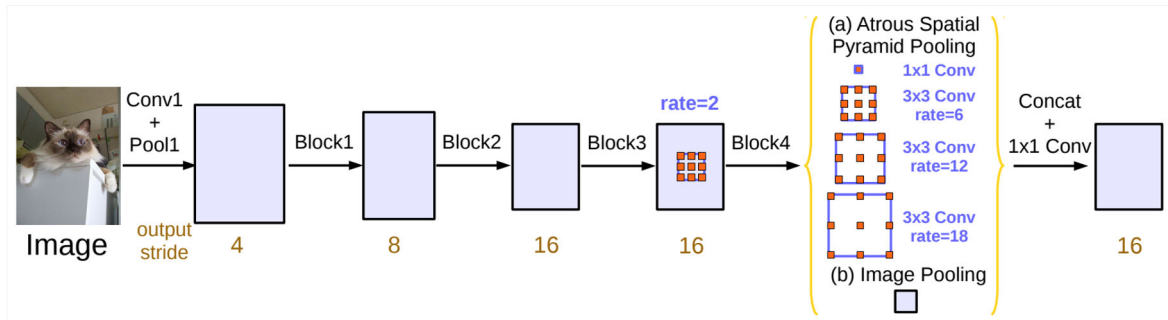 (a) Atrous Spatial
Pyramid Pooling
1x1 Conv
3x3 Conv
rate=6
3x3 Conv
rate=12
3x3 Conv
rate=18
(b) Image Pooling
Conv1
+
Pool1
Block1
Block2
Block3
rate=2
Block4
Concat
+
1x1 Conv
Image
output
stride
4
8
16
16
16